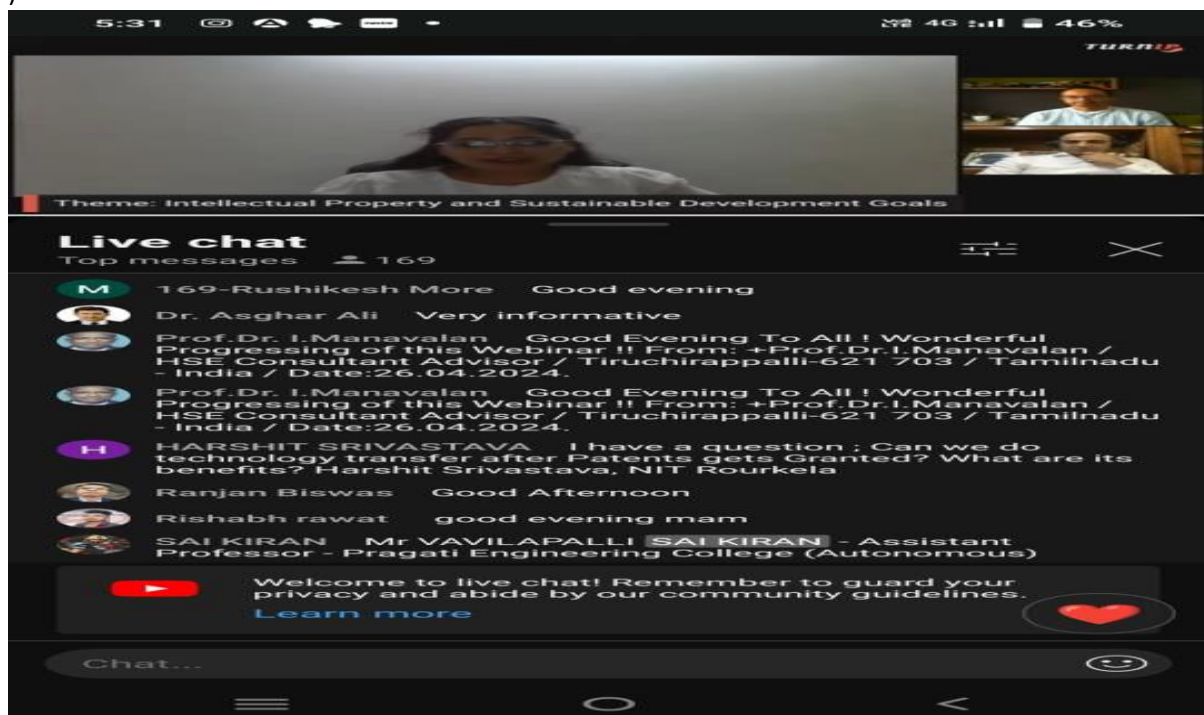 )
5:31 4G 46%
TURNIP
Theme: Intellectual Property and Sustainable Development Goals
Live chat
Top messages 169
M 169-Rushikesh More Good evening
Dr. Asghar Ali Very informative
Prof.Dr. I.Manavalan Good Evening To All ! Wonderful
Progressing of this Webinar !! From: +Prof.Dr.I.Manavalan /
HSE Consultant Advisor / Tiruchirappalli-621 703 / Tamilnadu
- India / Date:26.04.2024.
Prof.Dr. I.Manavalan Good Evening To All ! Wonderful
Progressing of this Webinar !! From: +Prof.Dr.I.Manavalan /
HSE Consultant Advisor / Tiruchirappalli-621 703 / Tamilnadu
- India / Date:26.04.2024.
H HARSHIT SRIVASTAVA I have a question ; Can we do
technology transfer after Parents gets Granted? What are its
benefits? Harshit Srivastava, NIT Rourkela
Ranjan Biswas Good Afternoon
Rishabh rawat good evening mam
SAI KIRAN Mr VAVILAPALLI SAI KIRAN - Assistant
Professor - Pragati Engineering College (Autonomous)
Welcome to live chat! Remember to guard your
privacy and abide by our community guidelines.
Learn more
Chat...